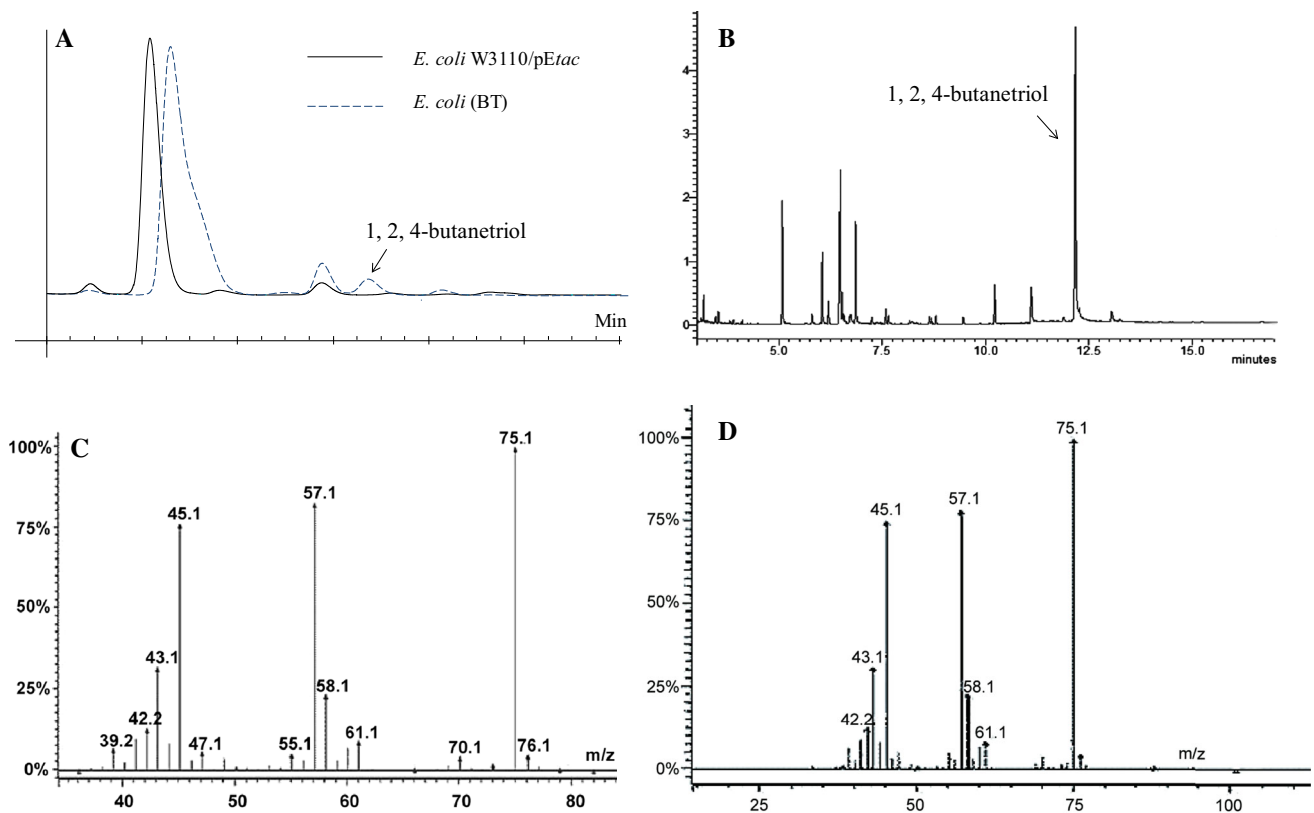 A
E. coli W3110/pEtac
E. coli (BT)
1, 2, 4-butanetriol
Min
B
1, 2, 4-butanetriol
4
3
2
1
0
5.0 7.5 10.0 12.5 15.0
minutes
C
100%
75%
50%
25%
0%
75.1
57.1
45.1
43.1
58.1
42.2
39.2
47.1
55.1
61.1
70.1
76.1
m/z
40 50 60 70 80
D
100%
75%
50%
25%
0%
75.1
57.1
45.1
43.1
58.1
42.2
61.1
m/z
25 50 75 100